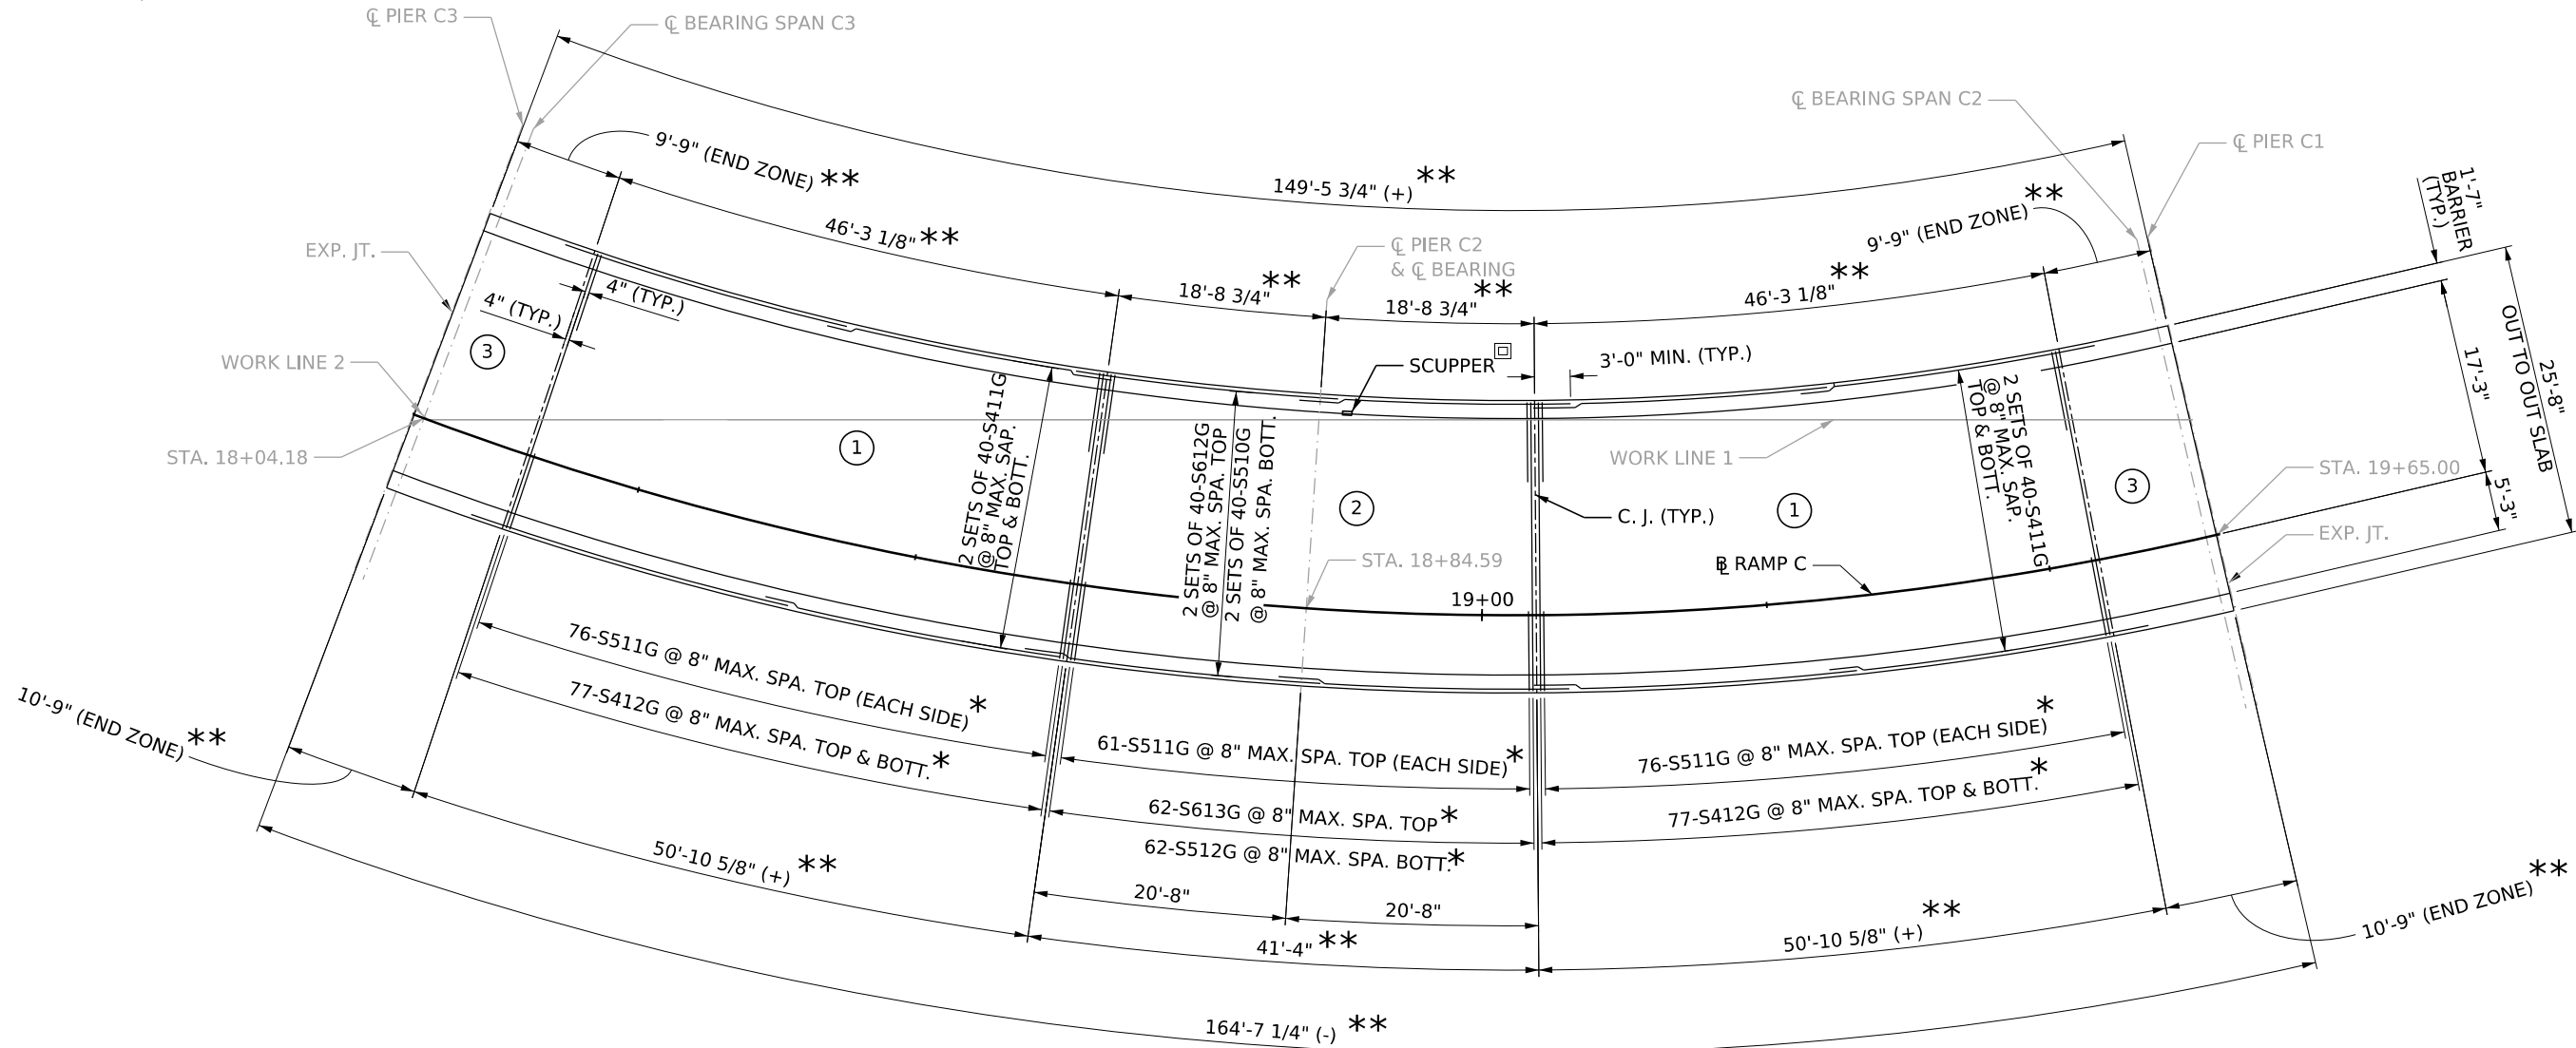 ℄ PIER C3
℄ BEARING SPAN C3
℄ BEARING SPAN C2
℄ PIER C1
9'-9" (END ZONE) **
149'-5 3/4" (+) **
1'-7"
BARRIER
(TYP.)
46'-3 1/8" **
9'-9" (END ZONE) **
EXP. JT.
℄ PIER C2
& ℄ BEARING
18'-8 3/4" **
18'-8 3/4" **
46'-3 1/8" **
4" (TYP.)
4" (TYP.)
OUT TO OUT SLAB
25'-8"
17'-3"
5'-3"
3
WORK LINE 2
SCUPPER
3'-0" MIN. (TYP.)
2 SETS OF 40-S411G
@ 8" MAX. SAP.
TOP & BOTT.
2 SETS OF 40-S612G
@ 8" MAX. SPA. TOP
2 SETS OF 40-S510G
@ 8" MAX. SPA. BOTT.
2 SETS OF 40-S411G
@ 8" MAX. SAP.
TOP & BOTT.
1
STA. 18+04.18
WORK LINE 1
STA. 19+65.00
3
2
1
C. J. (TYP.)
EXP. JT.
STA. 18+84.59
RAMP C
19+00
76-S511G @ 8" MAX. SPA. TOP (EACH SIDE)*
77-S412G @ 8" MAX. SPA. TOP & BOTT.*
10'-9" (END ZONE) **
61-S511G @ 8" MAX. SPA. TOP (EACH SIDE)*
76-S511G @ 8" MAX. SPA. TOP (EACH SIDE)*
62-S613G @ 8" MAX. SPA. TOP*
77-S412G @ 8" MAX. SPA. TOP & BOTT.*
62-S512G @ 8" MAX. SPA. BOTT.*
50'-10 5/8" (+) **
20'-8"
20'-8"
10'-9" (END ZONE) **
41'-4" **
50'-10 5/8" (+) **
164'-7 1/4" (-) **